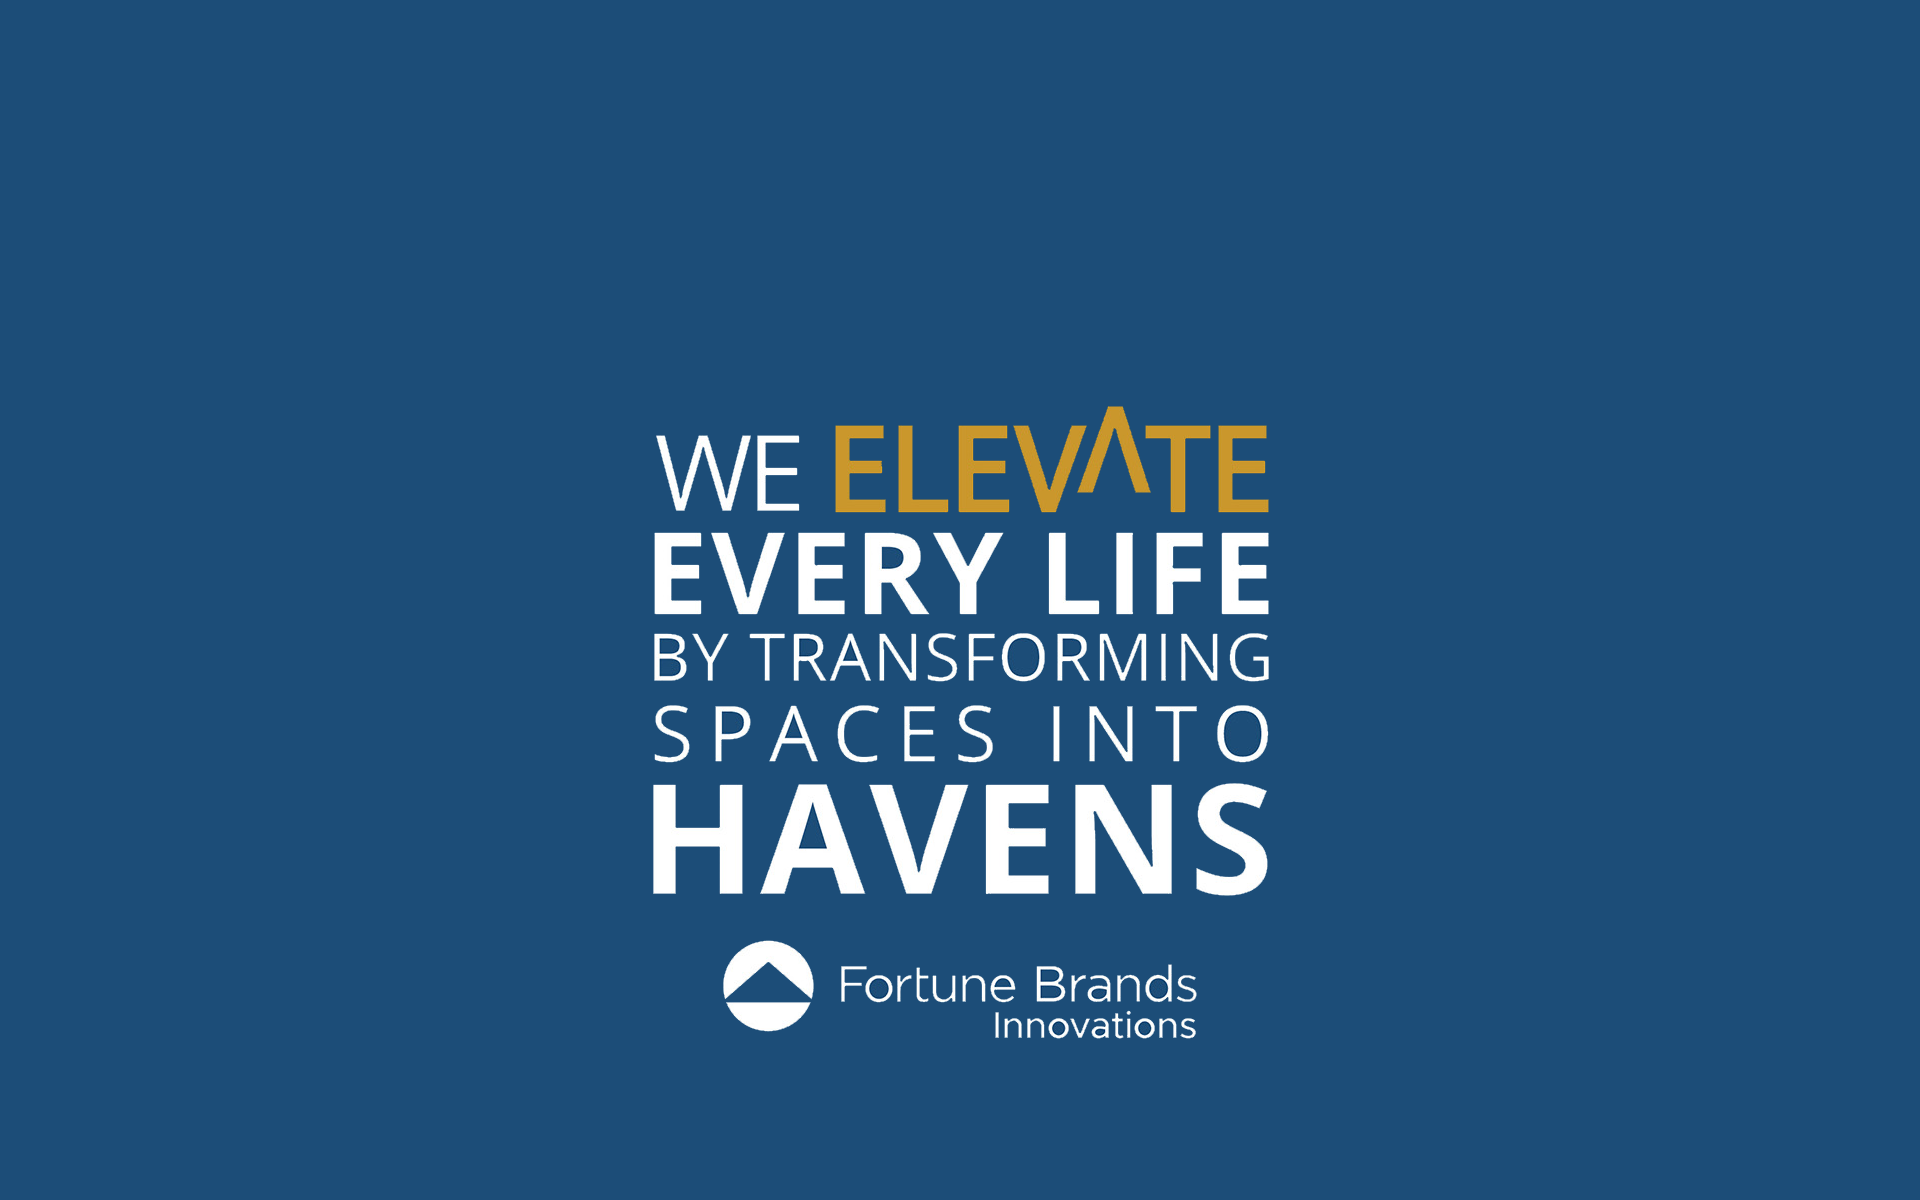 WE ELEVATE
EVERY LIFE
BY TRANSFORMING
SPACES INTO
HAVENS
Fortune Brands
Innovations